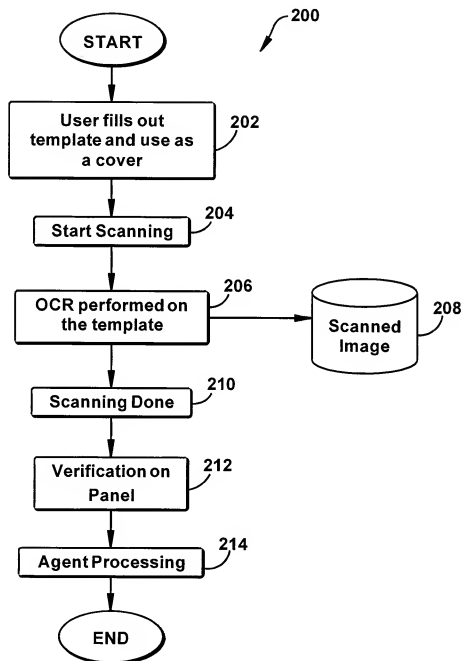 200
START
User fills out
template and use as
a cover
202
Start Scanning
204
OCR performed on
the template
206
Scanned
Image
208
Scanning Done
210
Verification on
Panel
212
Agent Processing
214
END